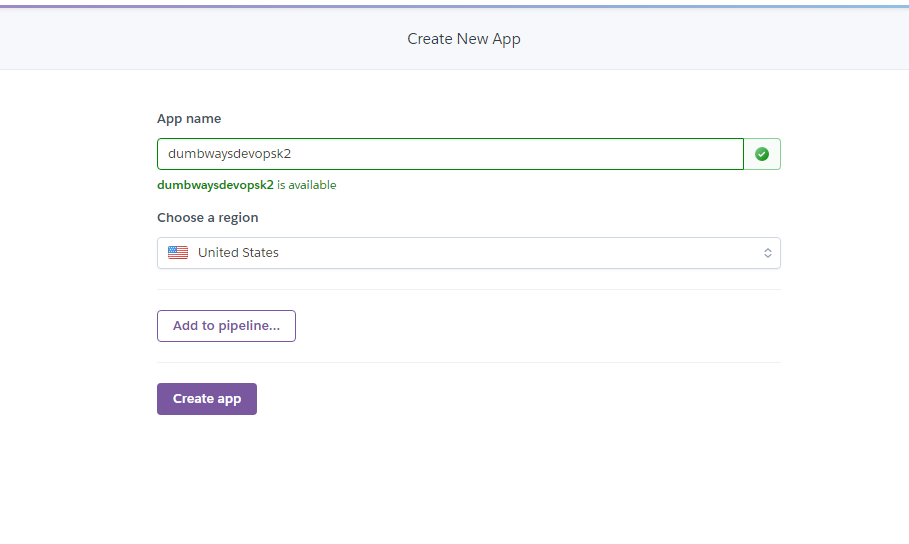 Create New App
App name
dumbwaysdevopsk2
dumbwaysdevopsk2 is available
Choose a region
United States
Add to pipeline...
Create app